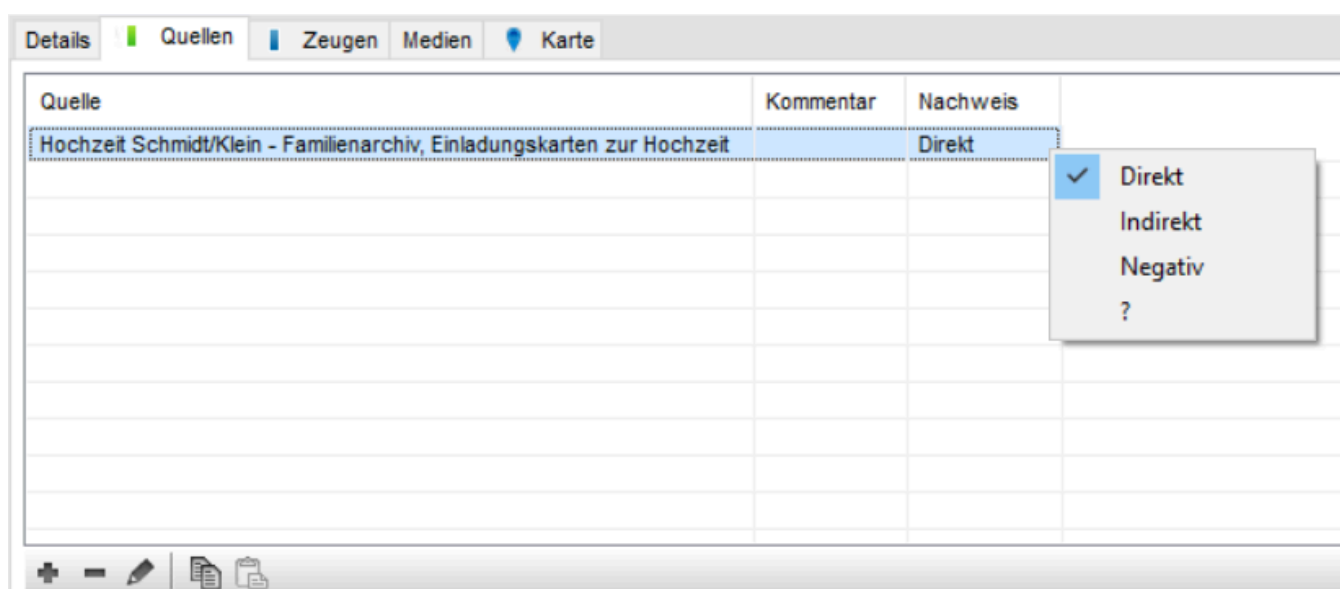 Details Quellen Zeugen Medien Karte
Quelle Kommentar Nachweis
Hochzeit Schmidt/Klein - Familienarchiv, Einladungskarten zur Hochzeit Direkt
Direkt
Indirekt
Negativ
?